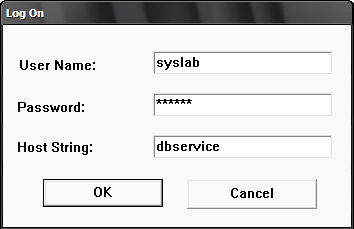 Log On
User Name: syslab
Password: ******
Host String: dbservice
OK Cancel